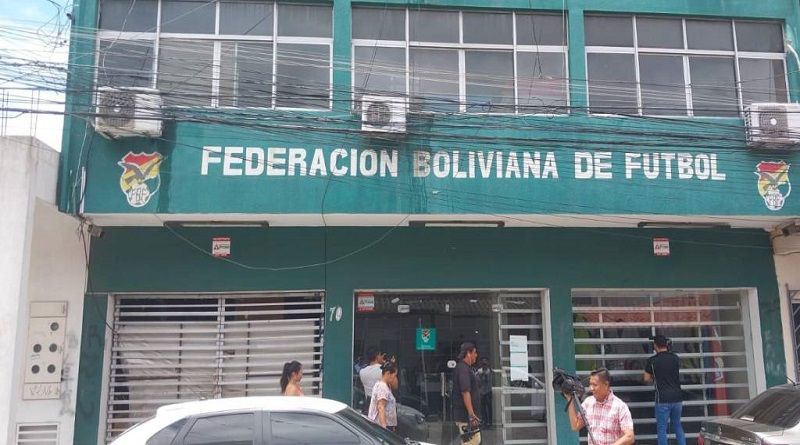 FEDERACION BOLIVIANA DE FUTBOL
70